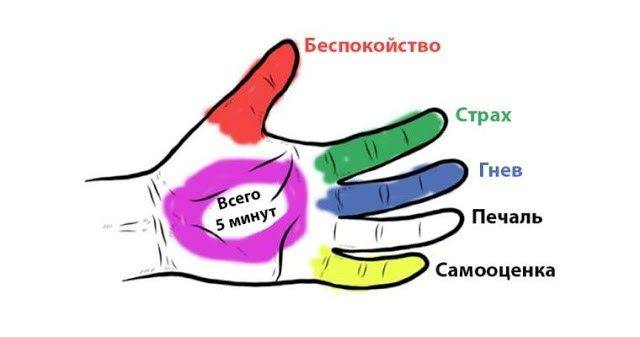 Беспокойство
Страх
Гнев
Всего
5 минут
Печаль
Самооценка